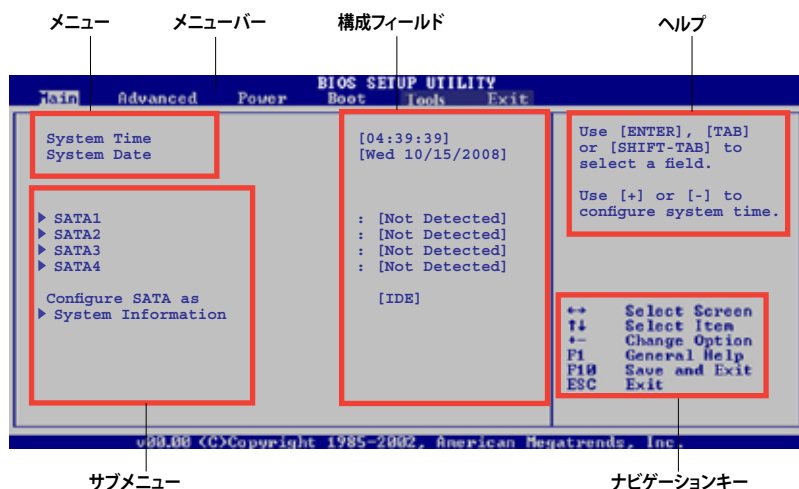 メニュー メニューバー 構成フィールド ヘルプ
BIOS SETUP UTILITY
Main Advanced Power Boot Tools Exit
System Time [04:39:39]
System Date [Wed 10/15/2008]
SATA1 : [Not Detected]
SATA2 : [Not Detected]
SATA3 : [Not Detected]
SATA4 : [Not Detected]
Configure SATA as [IDE]
System Information
Use [ENTER], [TAB]
or [SHIFT-TAB] to
select a field.
Use [+] or [-] to
configure system time.
←→ Select Screen
↑↓ Select Item
+- Change Option
F1 General Help
F10 Save and Exit
ESC Exit
v00.00 (C)Copyright 1985-2002, American Megatrends, Inc.
サブメニュー ナビゲーションキー